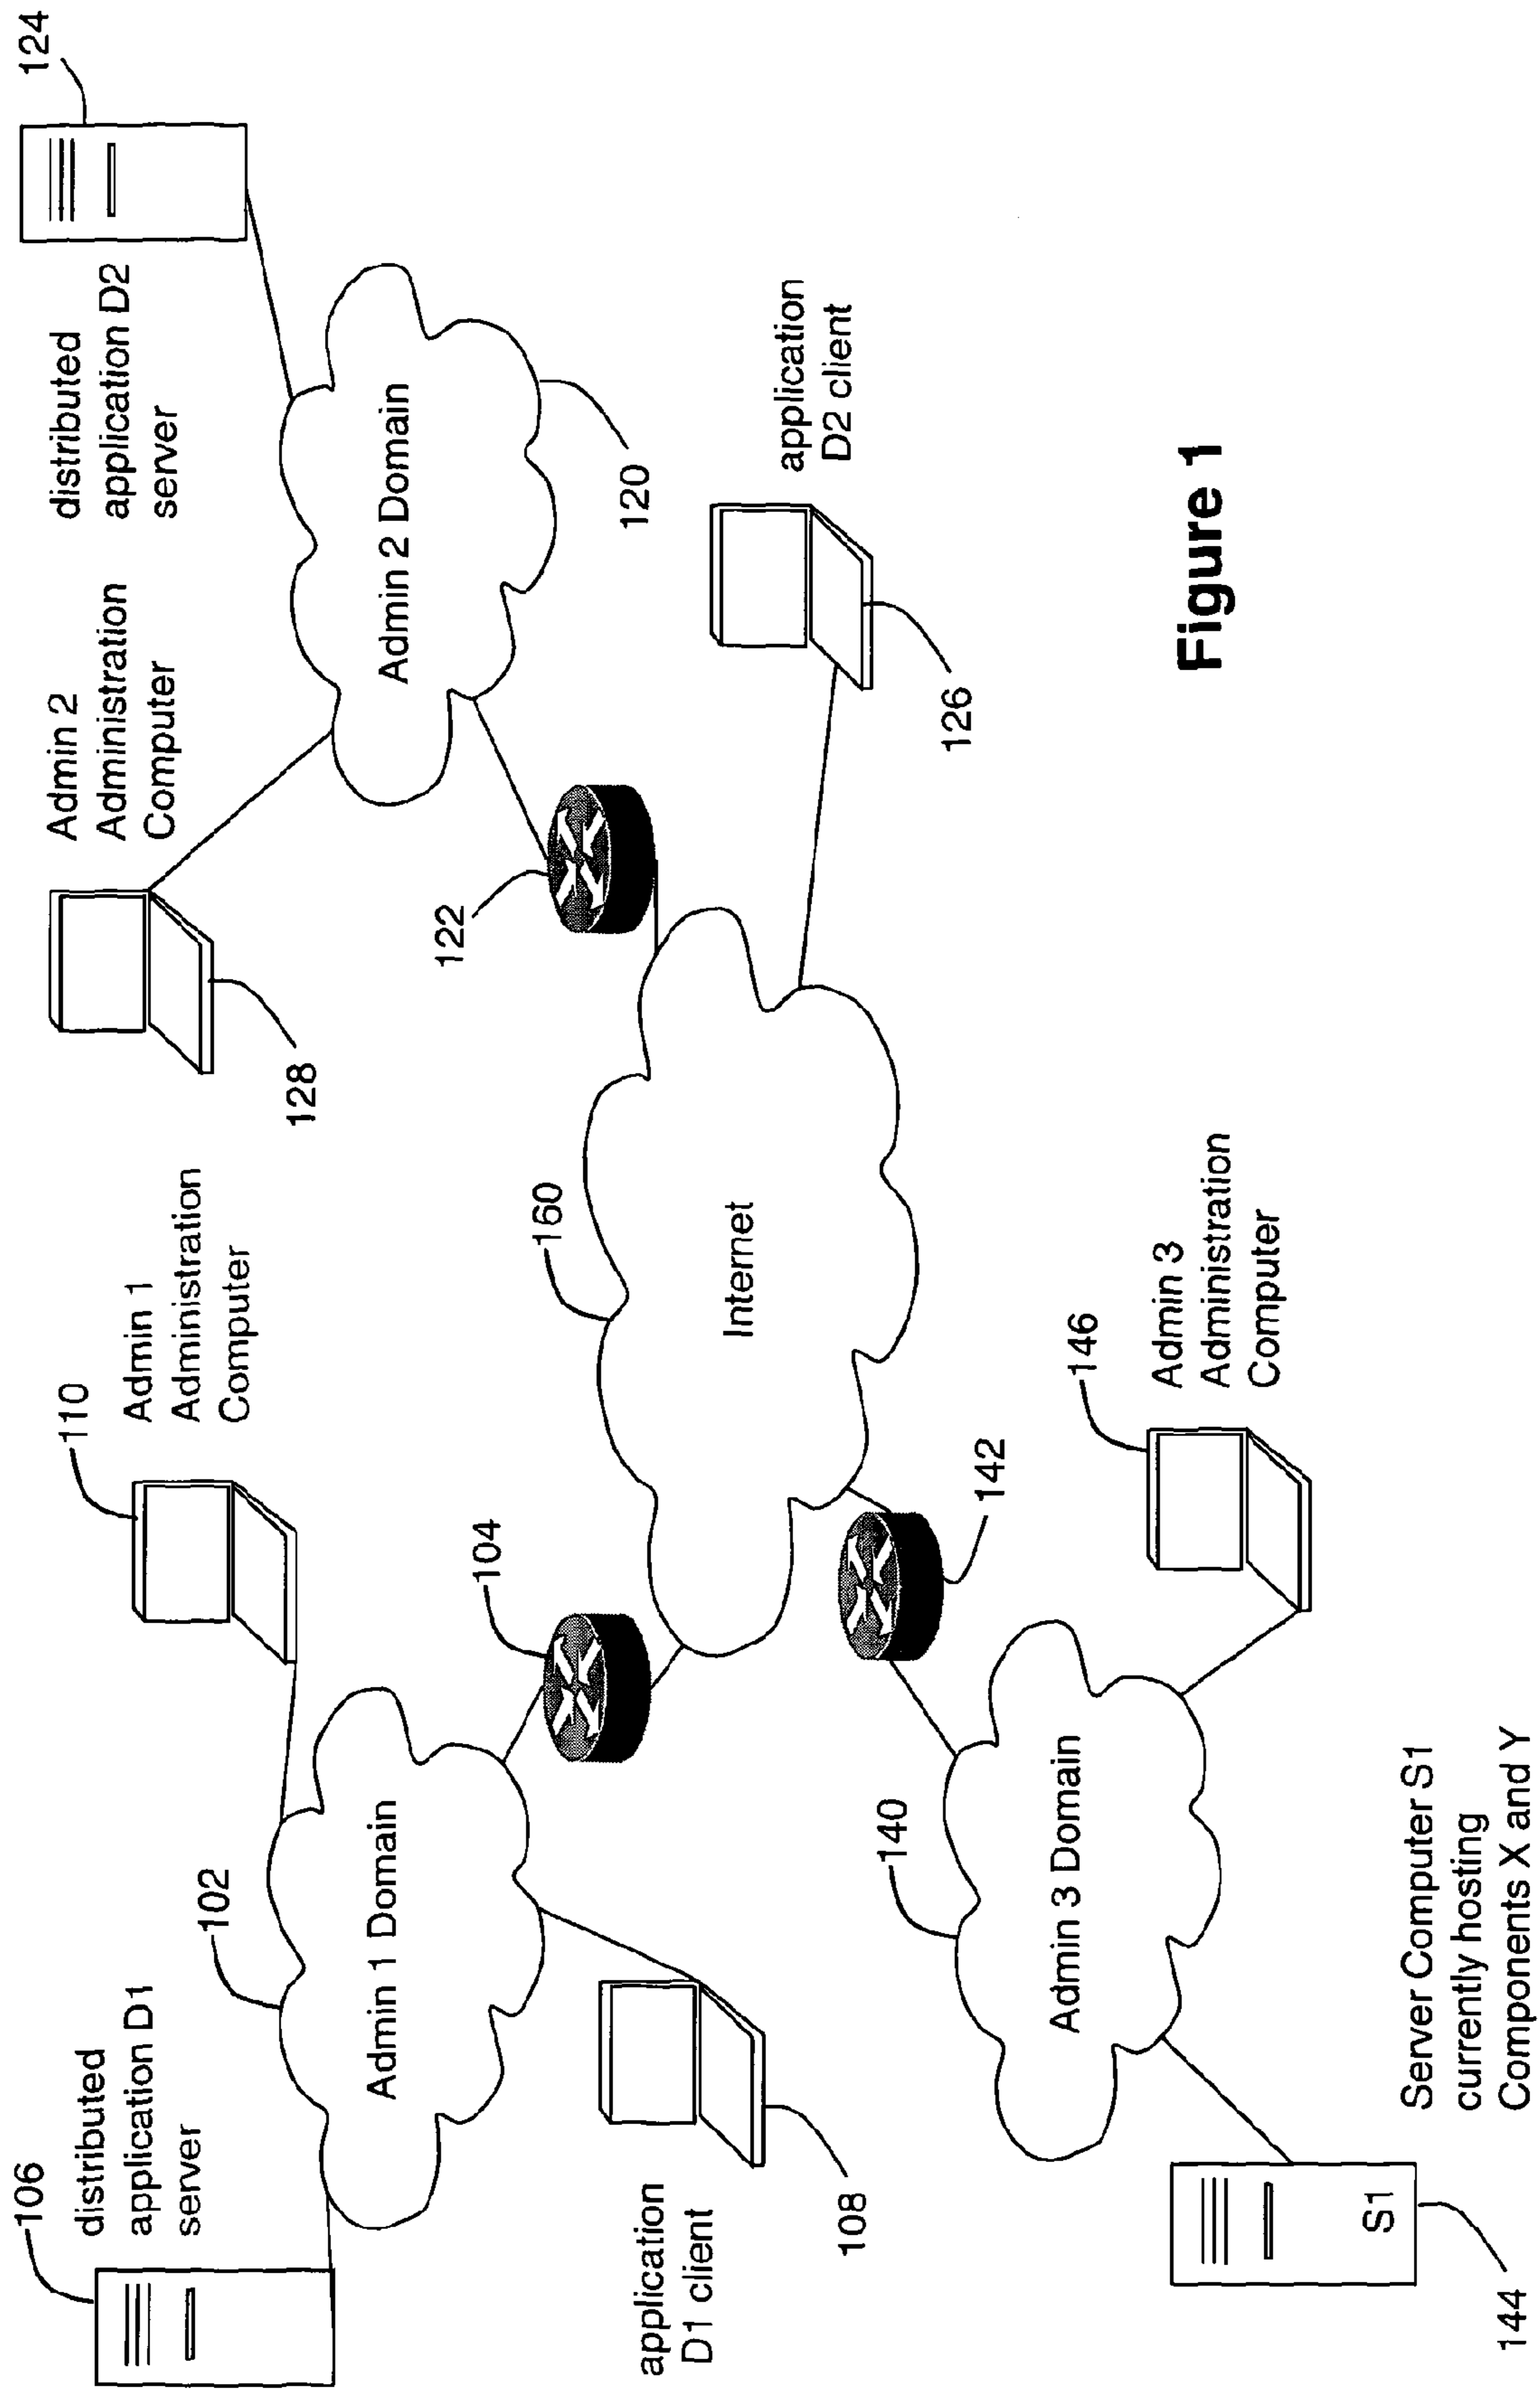 106
distributed
application D1
server
102
Admin 1 Domain
110
Admin 1
Administration
Computer
104
application
D1 client
108
128
Admin 2
Administration
Computer
distributed
application D2
server
124
Admin 2 Domain
120
122
160
Internet
application
D2 client
126
142
140
Admin 3 Domain
146
Admin 3
Administration
Computer
S1
144
Server Computer S1
currently hosting
Components X and Y
Figure 1